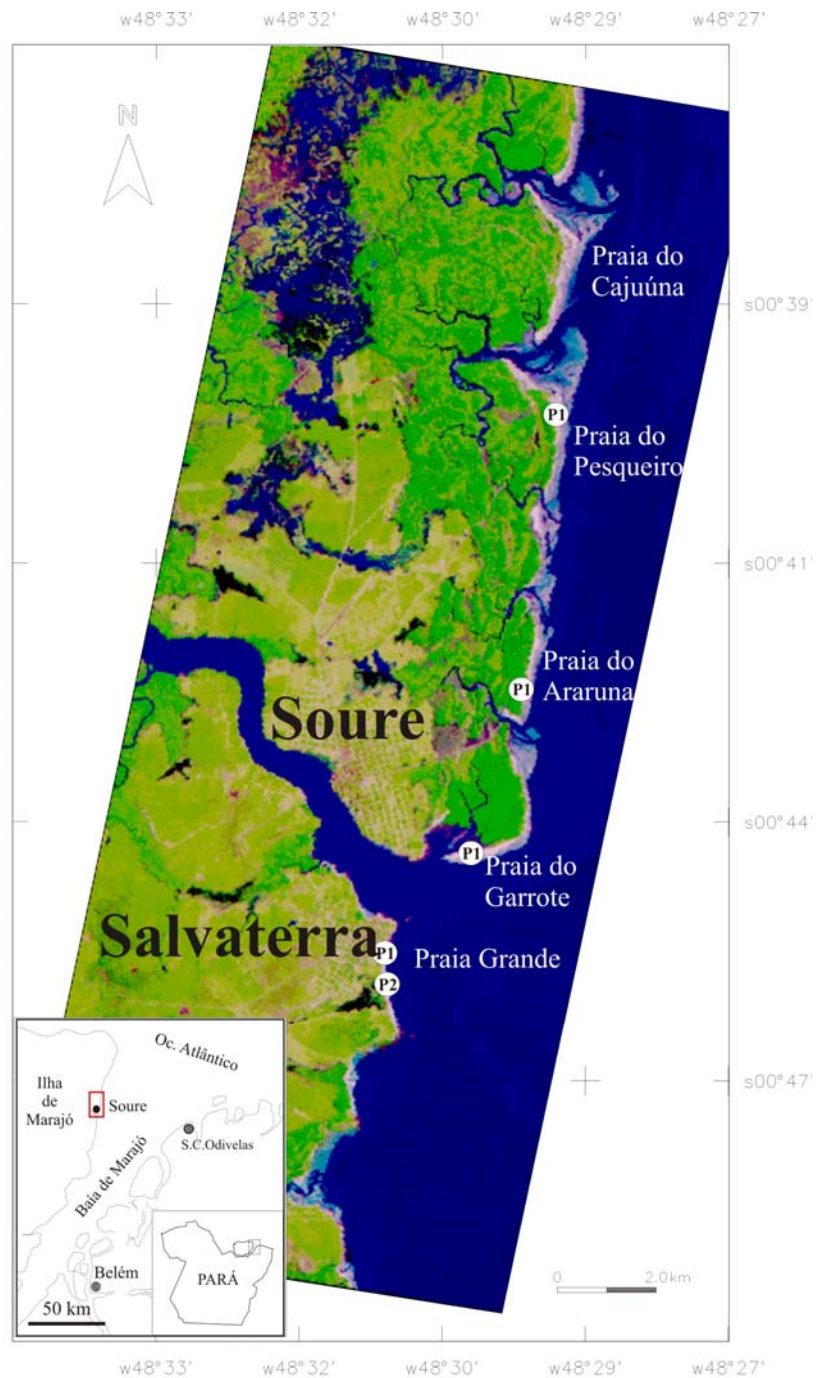 w48°33' w48°32' w48°30' w48°29' w48°27'
N
Praia do
Cajuúna
s00°39'
P1
Praia do
Pesqueiro
s00°41'
Praia do
Araruna
P1
Soure
s00°44'
P1
Praia do
Garrote
Salvaterra
P1
Praia Grande
P2
Oc. Atlântico
Ilha
de
Marajó
Soure
s00°47'
S.C.Odivelas
Baía de Marajó
Belém
PARÁ
50 km
0 2.0km
w48°33' w48°32' w48°30' w48°29' w48°27'